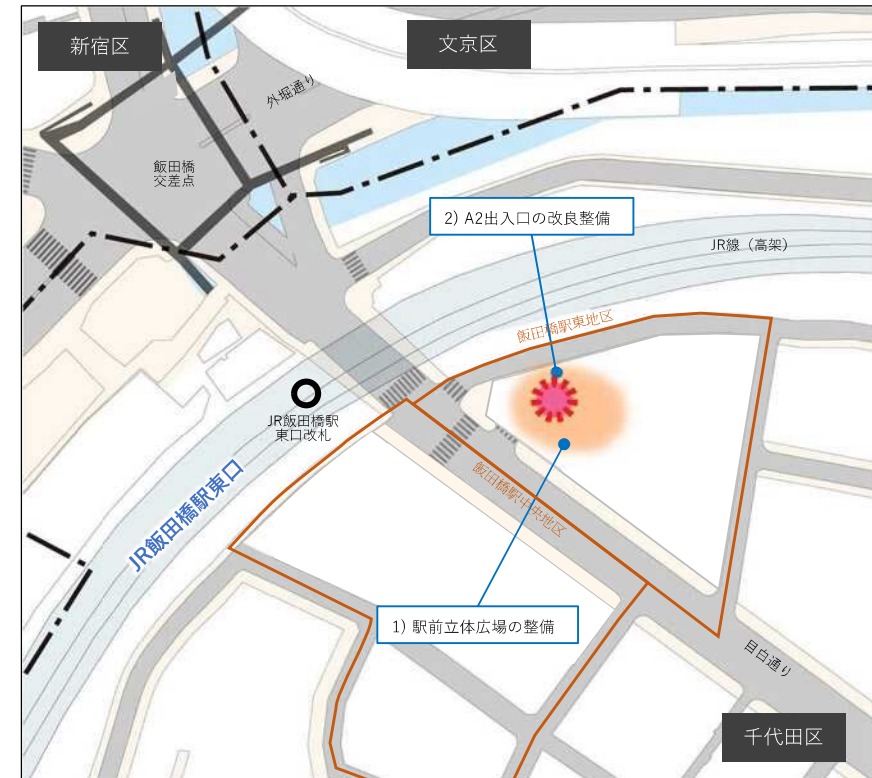 新宿区
文京区
外堀通り
飯田橋
交差点
2) A2出入口の改良整備
JR線（高架）
飯田橋駅東地区
JR飯田橋駅
東口改札
JR飯田橋駅東口
飯田橋駅中央地区
1) 駅前立体広場の整備
目白通り
千代田区